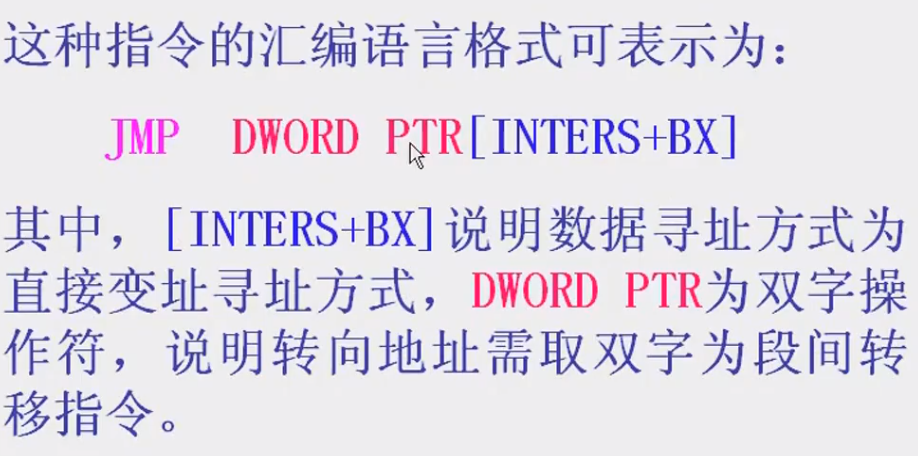 这种指令的汇编语言格式可表示为：
JMP DWORD PTR[INTERS+BX]
其中，[INTERS+BX]说明数据寻址方式为
直接变址寻址方式，DWORD PTR为双字操
作符，说明转向地址需取双字为段间转
移指令。